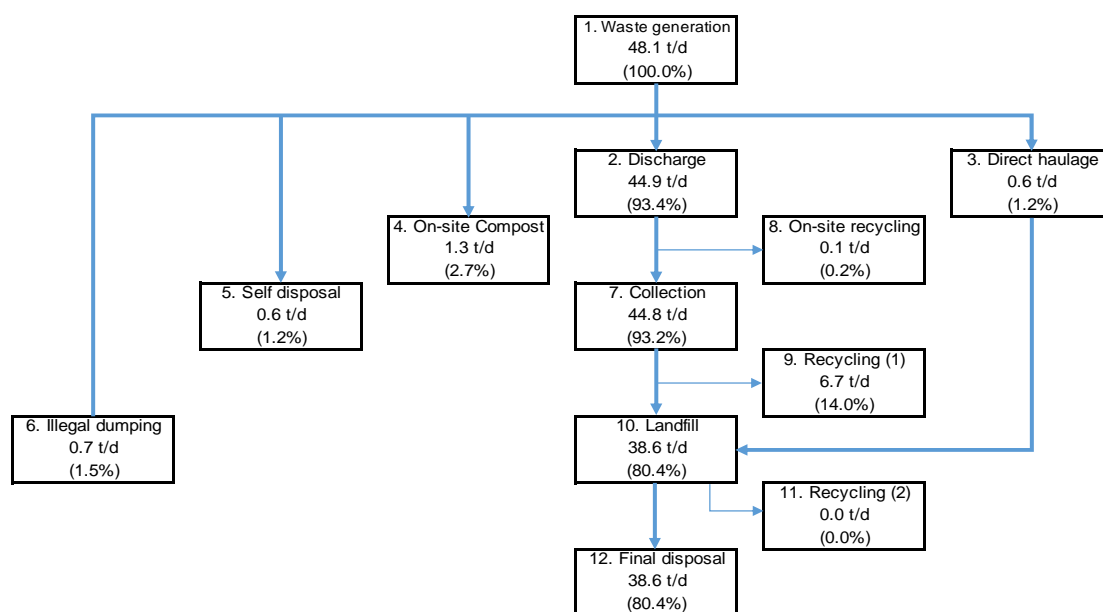 1. Waste generation
48.1 t/d
(100.0%)
2. Discharge
44.9 t/d
(93.4%)
3. Direct haulage
0.6 t/d
(1.2%)
4. On-site Compost
1.3 t/d
(2.7%)
8. On-site recycling
0.1 t/d
(0.2%)
5. Self disposal
0.6 t/d
(1.2%)
7. Collection
44.8 t/d
(93.2%)
9. Recycling (1)
6.7 t/d
(14.0%)
6. Illegal dumping
0.7 t/d
(1.5%)
10. Landfill
38.6 t/d
(80.4%)
11. Recycling (2)
0.0 t/d
(0.0%)
12. Final disposal
38.6 t/d
(80.4%)